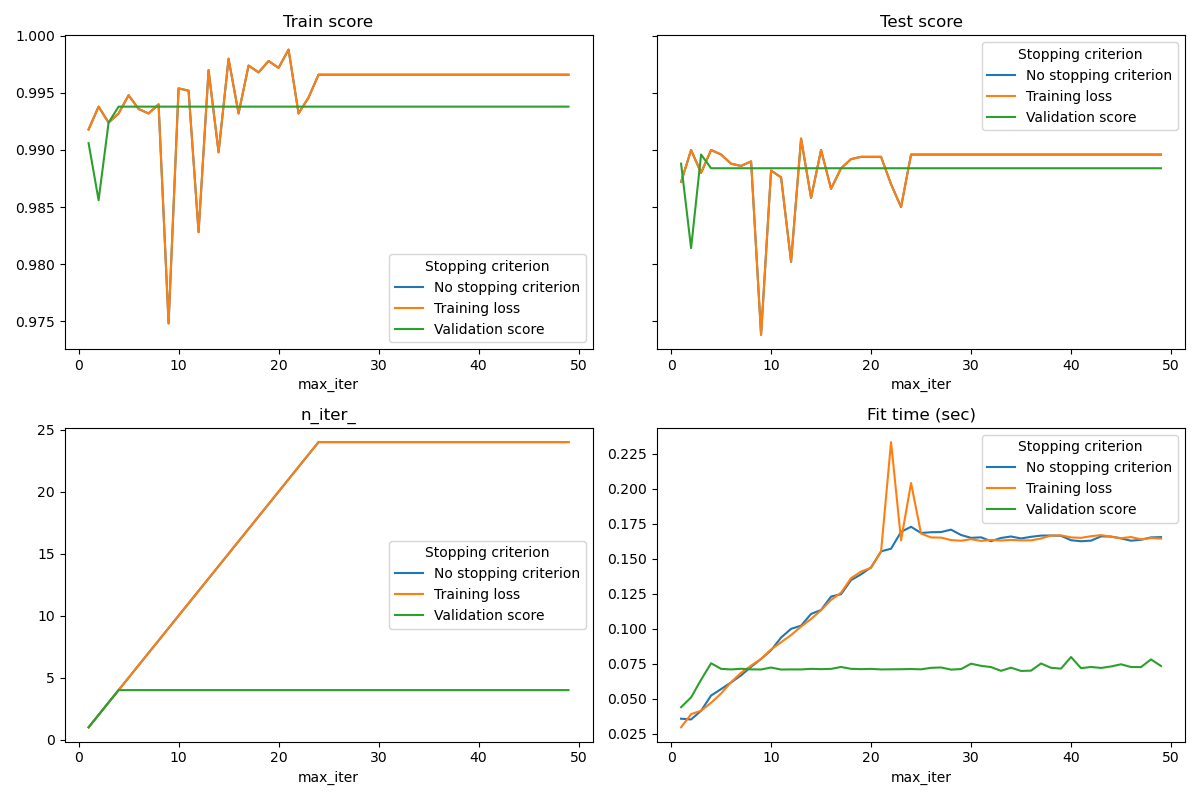 Train score
1.000
0.995
0.990
0.985
0.980
0.975
Stopping criterion
No stopping criterion
Training loss
Validation score
0
10
20
30
40
50
max_iter
Test score
Stopping criterion
No stopping criterion
Training loss
Validation score
0
10
20
30
40
50
max_iter
n_iter_
25
20
15
10
5
0
Stopping criterion
No stopping criterion
Training loss
Validation score
0
10
20
30
40
50
max_iter
Fit time (sec)
0.225
0.200
0.175
0.150
0.125
0.100
0.075
0.050
0.025
Stopping criterion
No stopping criterion
Training loss
Validation score
0
10
20
30
40
50
max_iter